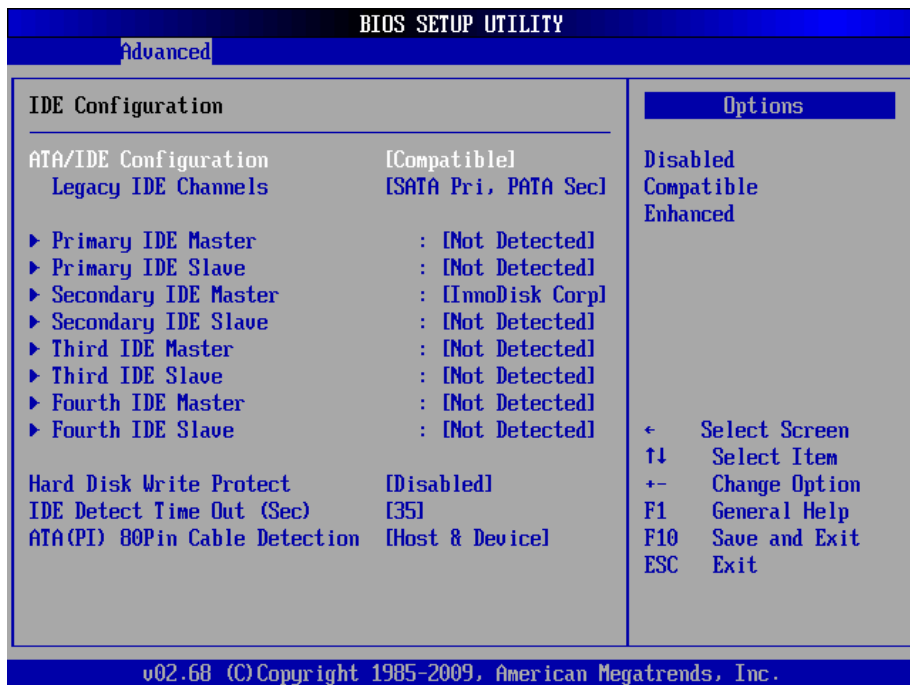 BIOS SETUP UTILITY
Advanced
IDE Configuration
ATA/IDE Configuration [Compatible]
Legacy IDE Channels [SATA Pri, PATA Sec]
Primary IDE Master : [Not Detected]
Primary IDE Slave : [Not Detected]
Secondary IDE Master : [InnoDisk Corp]
Secondary IDE Slave : [Not Detected]
Third IDE Master : [Not Detected]
Third IDE Slave : [Not Detected]
Fourth IDE Master : [Not Detected]
Fourth IDE Slave : [Not Detected]
Hard Disk Write Protect [Disabled]
IDE Detect Time Out (Sec) [35]
ATA(PI) 80Pin Cable Detection [Host & Device]
Options
Disabled
Compatible
Enhanced
← Select Screen
↑↓ Select Item
+- Change Option
F1 General Help
F10 Save and Exit
ESC Exit
v02.68 (C)Copyright 1985-2009, American Megatrends, Inc.